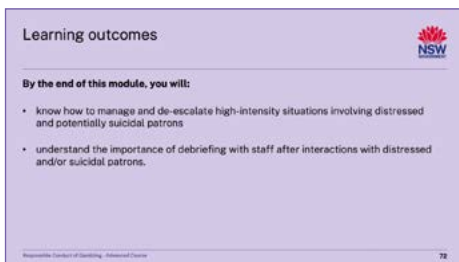 Learning outcomes
NSW
GOVERNMENT
By the end of this module, you will:
• know how to manage and de-escalate high-intensity situations involving distressed
and potentially suicidal patrons
• understand the importance of debriefing with staff after interactions with distressed
and/or suicidal patrons.
Responsible Conduct of Gambling - Advanced Course
72